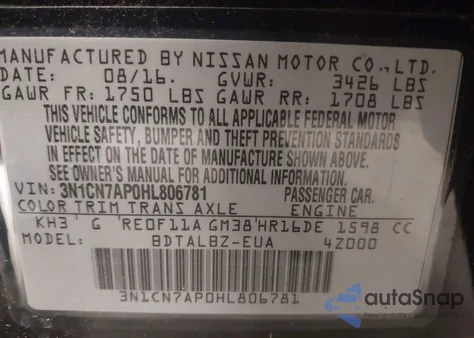 MANUFACTURED BY NISSAN MOTOR CO.,LTD.
DATE 08/16. GVWR: 3426 LBS
GAWR FR: 1750 LBS GAWR RR: 1708 LBS
THIS VEHICLE CONFORMS TO ALL APPLICABLE FEDERAL MOTOR
VEHICLE SAFETY, BUMPER AND THEFT PREVENTION STANDARDS
IN EFFECT ON THE DATE OF MANUFACTURE SHOWN ABOVE.
SEE OWNER'S MANUAL FOR ADDITIONAL INFORMATION.
VIN: 3N1CN7AP0HL806781 PASSENGER CAR.
COLOR TRIM TRANS AXLE ENGINE
KH3 G RE0F11A GM38 HR16DE 1598 CC
MODEL: BDTALBZ-EUA 4Z000
3N1CN7AP0HL806781
autoSnap